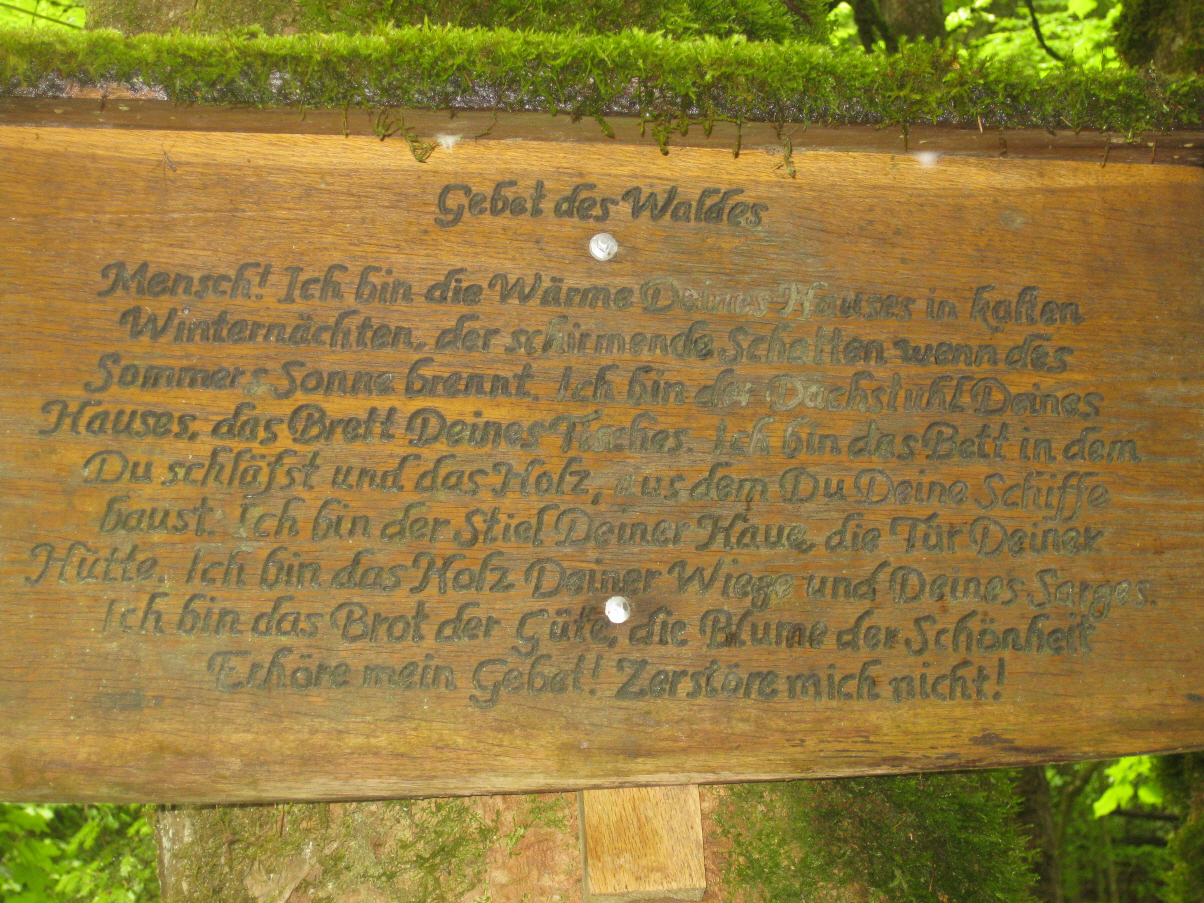 Gebet des Waldes
Mensch! Ich bin die Wärme Deines Hauses in kalten
Winternächten, der schirmende Schatten, wenn des
Sommers Sonne brennt. Ich bin der Dachstuhl Deines
Hauses, das Brett Deines Tisches. Ich bin das Bett in dem
Du schläfst und das Holz, aus dem Du Deine Schiffe
baust. Ich bin der Stiel Deiner Haue, die Tür Deiner
Hütte. Ich bin das Holz Deiner Wiege und Deines Sarges.
Ich bin das Brot der Güte, die Blume der Schönheit
Erhöre mein Gebet! Zerstöre mich nicht!